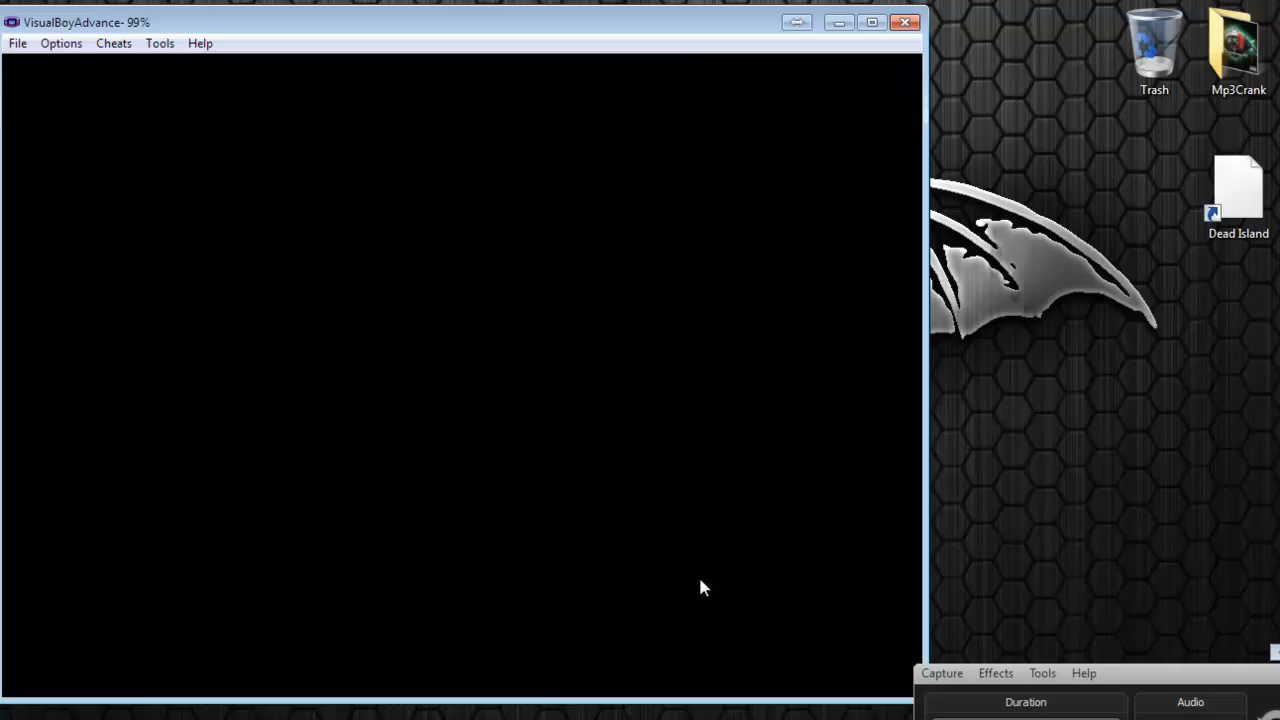 VisualBoyAdvance- 99%
File Options Cheats Tools Help
Trash
Mp3Crank
Dead Island
Capture Effects Tools Help
Duration
Audio